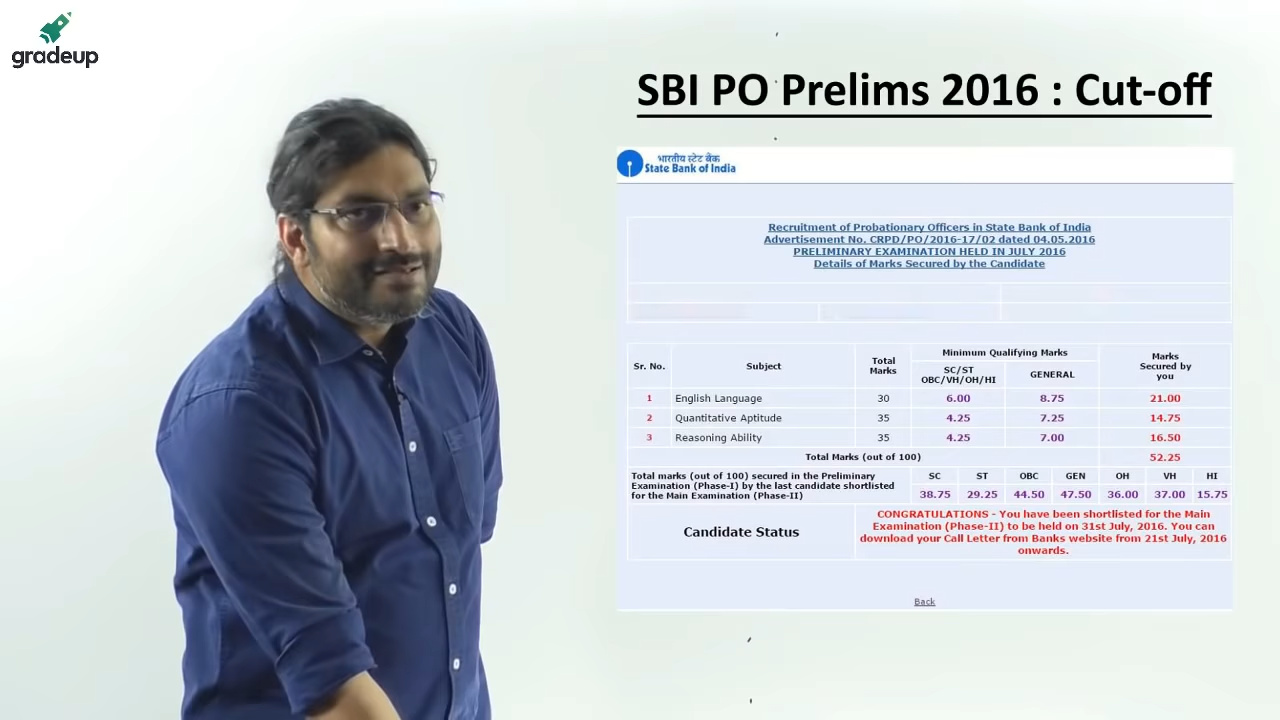 gradeup
SBI PO Prelims 2016 : Cut-off
भारतीय स्टेट बैंक
State Bank of India
Recruitment of Probationary Officers in State Bank of India
Advertisement No. CRPD/PO/2016-17/02 dated 04.05.2016
PRELIMINARY EXAMINATION HELD IN JULY 2016
Details of Marks Secured by the Candidate
Sr. No. Subject Total Marks Minimum Qualifying Marks Marks Secured by you
SC/ST OBC/VH/OH/HI GENERAL
1 English Language 30 6.00 8.75 21.00
2 Quantitative Aptitude 35 4.25 7.25 14.75
3 Reasoning Ability 35 4.25 7.00 16.50
Total Marks (out of 100) 52.25
Total marks (out of 100) secured in the Preliminary
Examination (Phase-I) by the last candidate shortlisted
for the Main Examination (Phase-II)
SC ST OBC GEN OH VH HI
38.75 29.25 44.50 47.50 36.00 37.00 15.75
Candidate Status
CONGRATULATIONS - You have been shortlisted for the Main
Examination (Phase-II) to be held on 31st July, 2016. You can
download your Call Letter from Banks website from 21st July, 2016
onwards.
Back